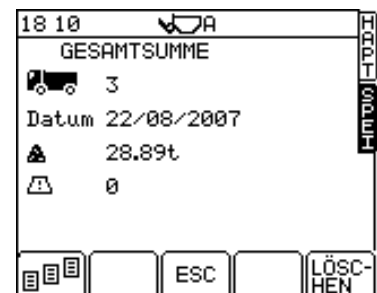 18 10 A
GESAMTSUMME
3
Datum 22/08/2007
28.89t
0
ESC
LÖSC-
HEN
HAPT
SPEI